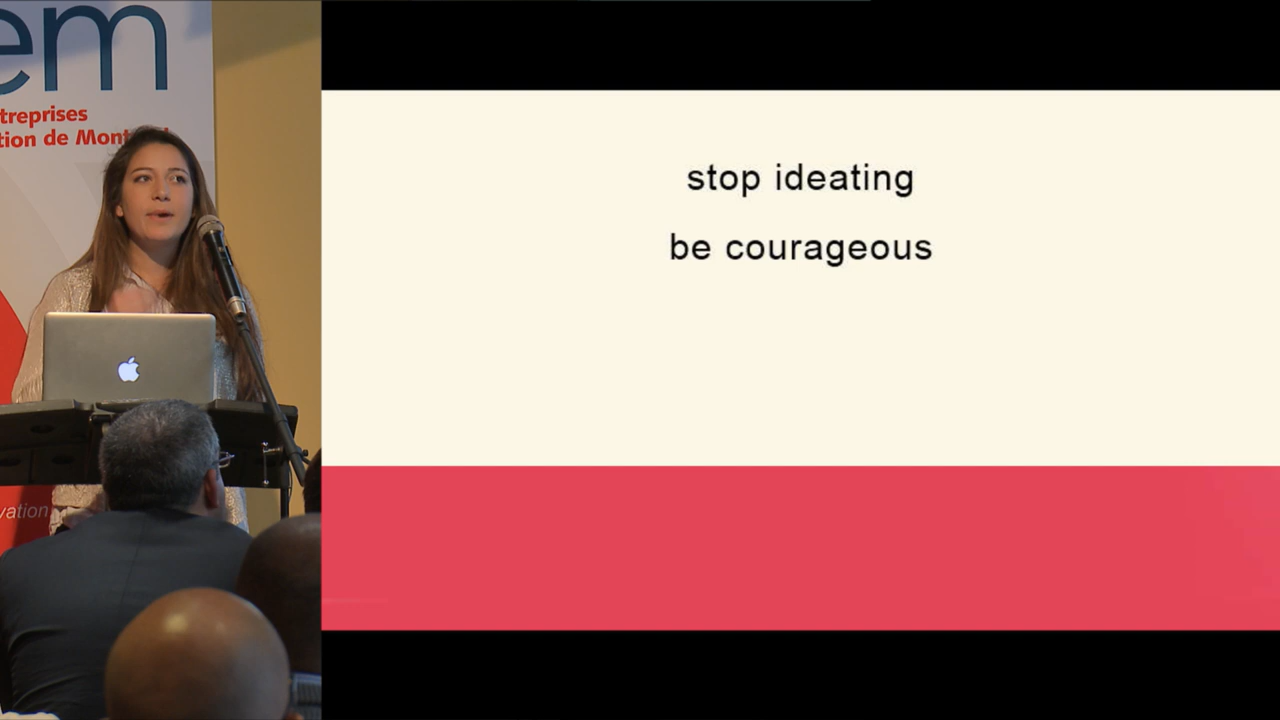 em
treprises
tion de Mont
vation
stop ideating
be courageous